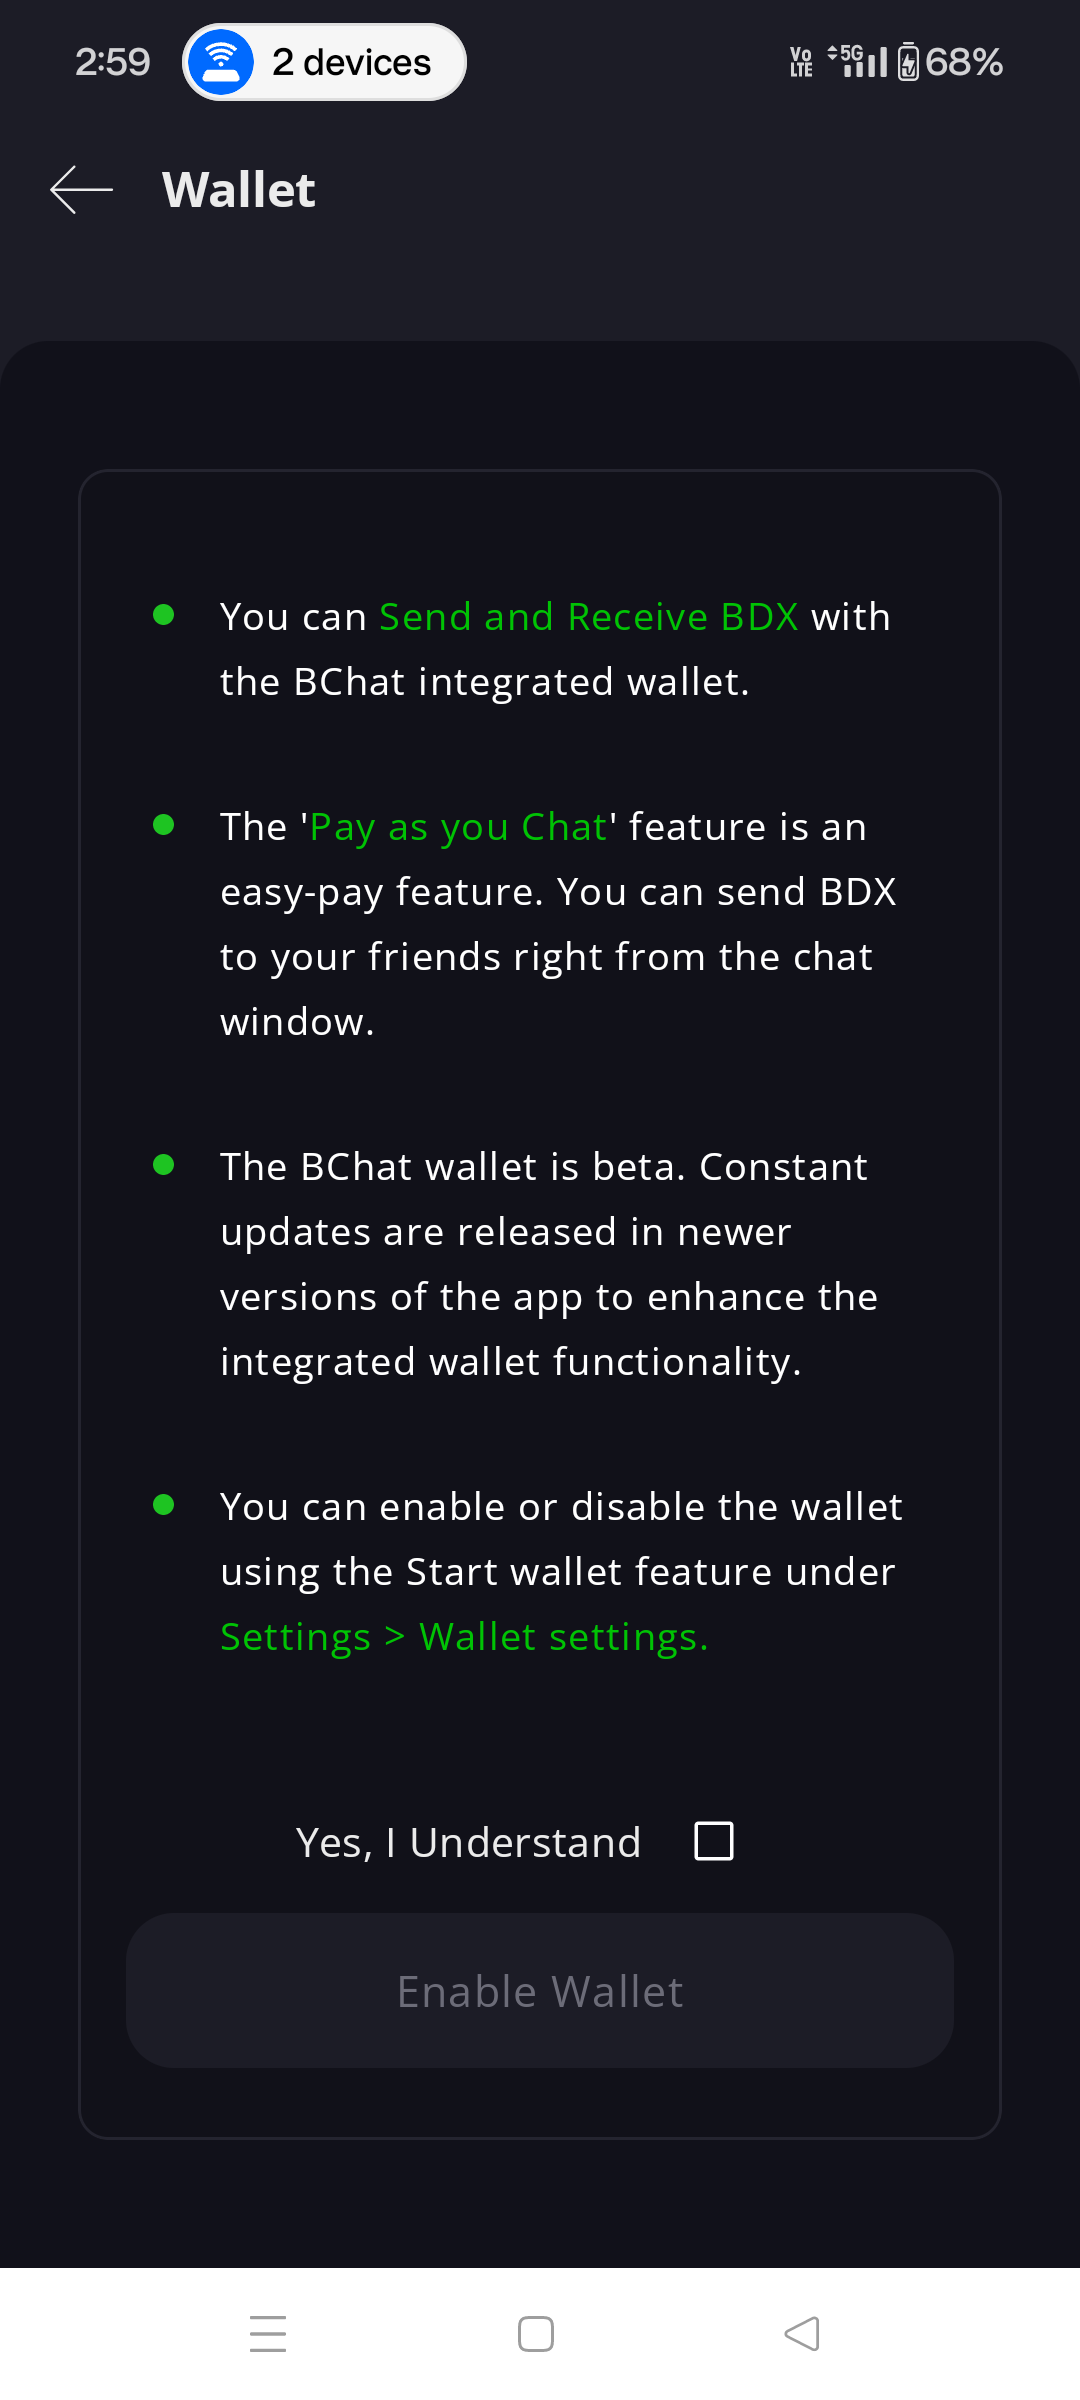 2:59
2 devices
Vo LTE 5G 68%
Wallet
You can Send and Receive BDX with
the BChat integrated wallet.
The 'Pay as you Chat' feature is an
easy-pay feature. You can send BDX
to your friends right from the chat
window.
The BChat wallet is beta. Constant
updates are released in newer
versions of the app to enhance the
integrated wallet functionality.
You can enable or disable the wallet
using the Start wallet feature under
Settings > Wallet settings.
Yes, I Understand
Enable Wallet